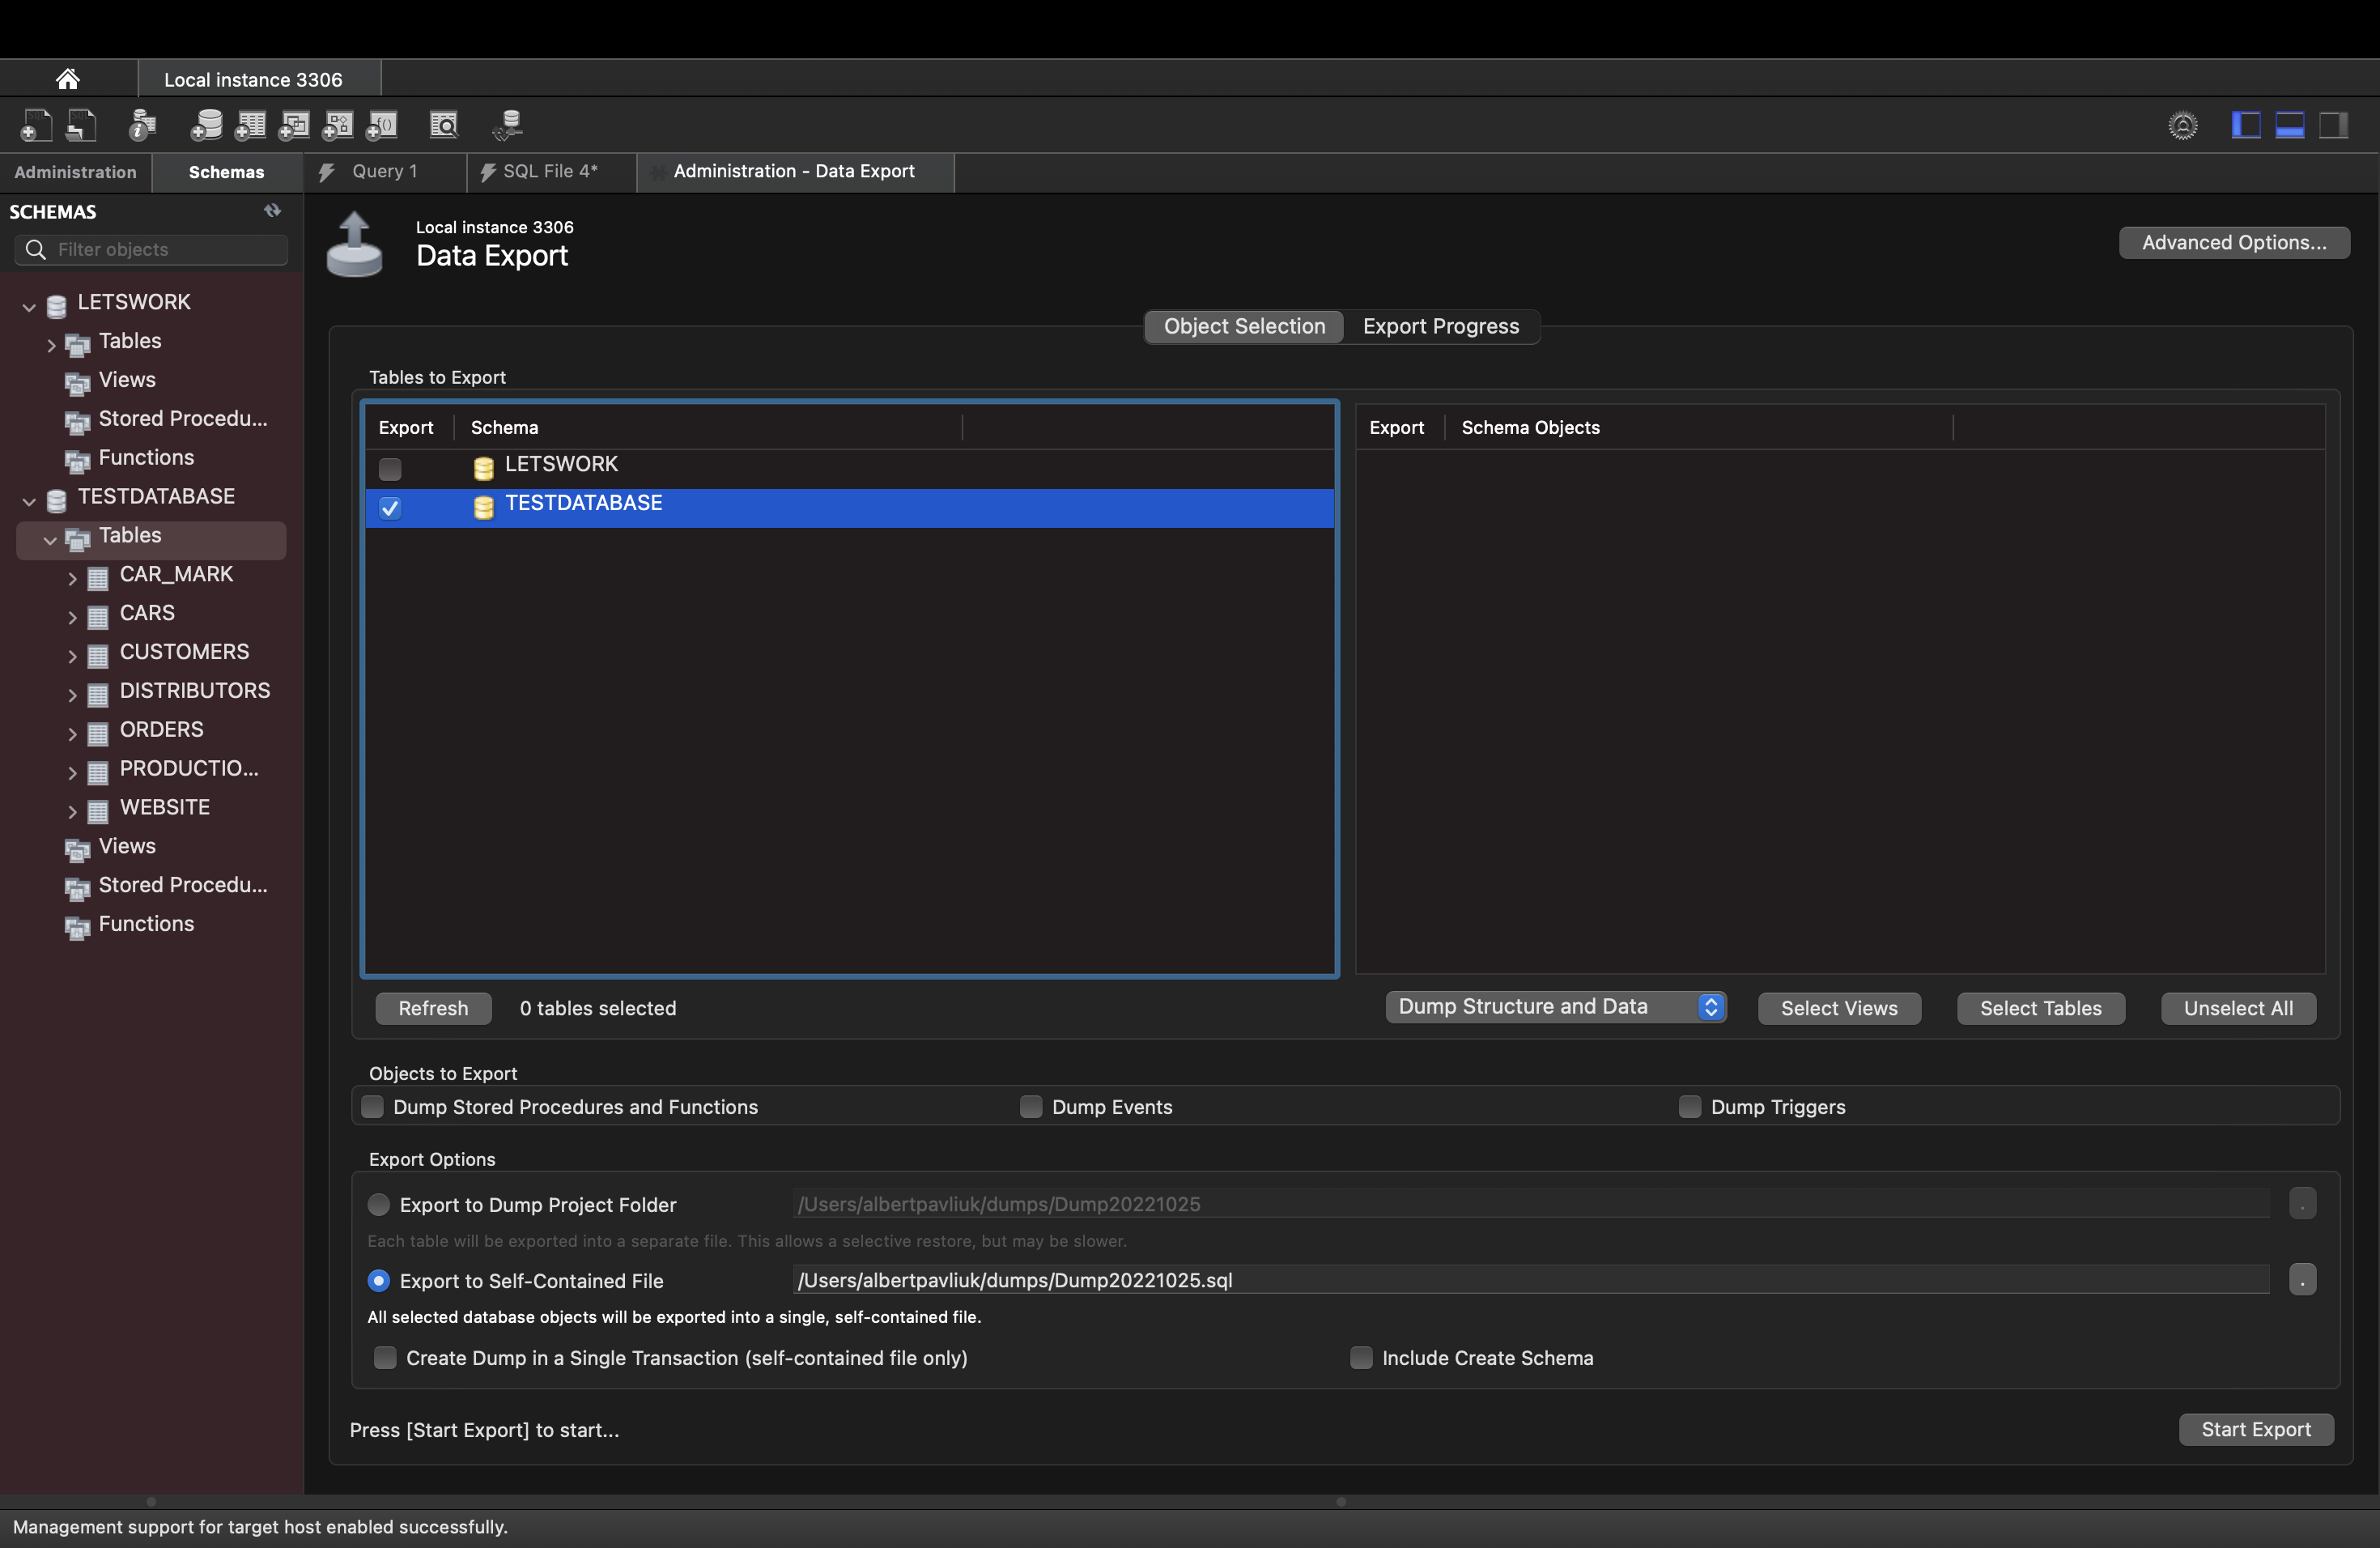 Local instance 3306
Administration
Schemas
Query 1
SQL File 4*
Administration - Data Export
SCHEMAS
Filter objects
LETSWORK
Tables
Views
Stored Procedu...
Functions
TESTDATABASE
Tables
CAR_MARK
CARS
CUSTOMERS
DISTRIBUTORS
ORDERS
PRODUCTIO...
WEBSITE
Views
Stored Procedu...
Functions
Local instance 3306
Data Export
Advanced Options...
Object Selection
Export Progress
Tables to Export
Export Schema
LETSWORK
TESTDATABASE
Export Schema Objects
Refresh
0 tables selected
Dump Structure and Data
Select Views
Select Tables
Unselect All
Objects to Export
Dump Stored Procedures and Functions
Dump Events
Dump Triggers
Export Options
Export to Dump Project Folder
/Users/albertpavliuk/dumps/Dump20221025
.
Each table will be exported into a separate file. This allows a selective restore, but may be slower.
Export to Self-Contained File
/Users/albertpavliuk/dumps/Dump20221025.sql
.
All selected database objects will be exported into a single, self-contained file.
Create Dump in a Single Transaction (self-contained file only)
Include Create Schema
Press [Start Export] to start...
Start Export
Management support for target host enabled successfully.